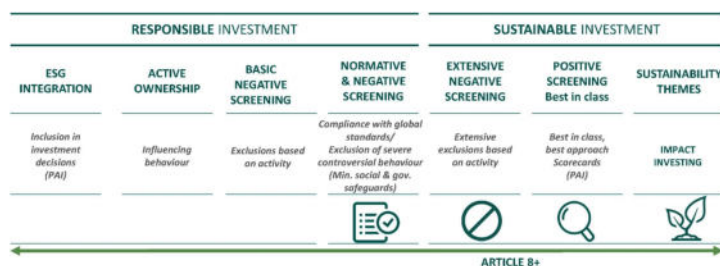 RESPONSIBLE INVESTMENT
SUSTAINABLE INVESTMENT
ESG
INTEGRATION
ACTIVE
OWNERSHIP
BASIC
NEGATIVE
SCREENING
NORMATIVE
& NEGATIVE
SCREENING
EXTENSIVE
NEGATIVE
SCREENING
POSITIVE
SCREENING
Best in class
SUSTAINABILITY
THEMES
Inclusion in
investment
decisions
(PAI)
Influencing
behaviour
Exclusions based
on activity
Compliance with global
standards/
Exclusion of severe
controversial behaviour
(Min. social & gov.
safeguards)
Extensive
exclusions based
on activity
Best in class,
best approach
Scorecards
(PAI)
IMPACT
INVESTING
ARTICLE 8+